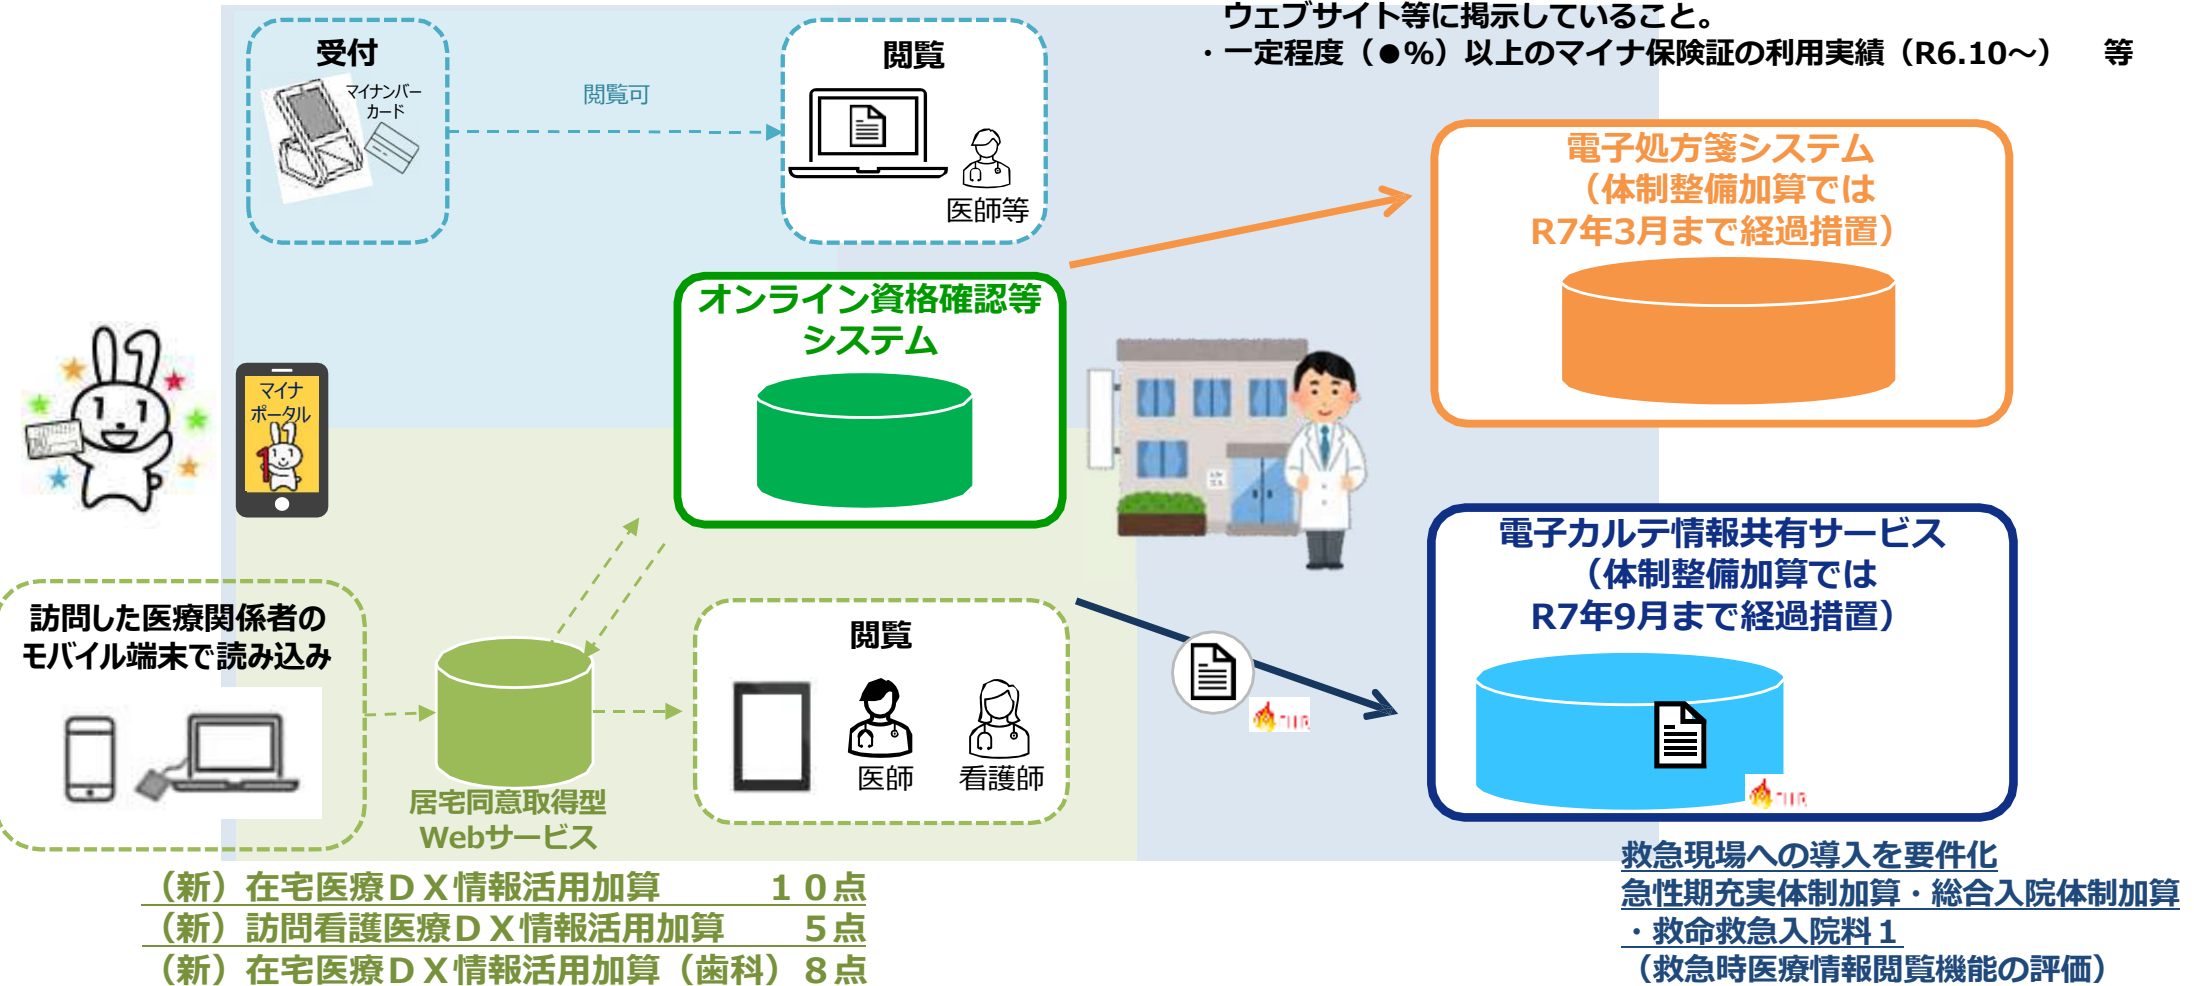 ウェブサイト等に掲示していること。
・一定程度（●%）以上のマイナ保険証の利用実績（R6.10～）　等
受付
マイナンバー
カード
閲覧可
閲覧
医師等
電子処方箋システム
（体制整備加算では
R7年3月まで経過措置）
オンライン資格確認等
システム
マイナ
ポータル
電子カルテ情報共有サービス
（体制整備加算では
R7年9月まで経過措置）
訪問した医療関係者の
モバイル端末で読み込み
閲覧
医師
看護師
居宅同意取得型
Webサービス
（新）在宅医療ＤＸ情報活用加算　　　１０点
（新）訪問看護医療ＤＸ情報活用加算　　５点
（新）在宅医療ＤＸ情報活用加算（歯科）８点
救急現場への導入を要件化
急性期充実体制加算・総合入院体制加算
・救命救急入院料１
（救急時医療情報閲覧機能の評価）